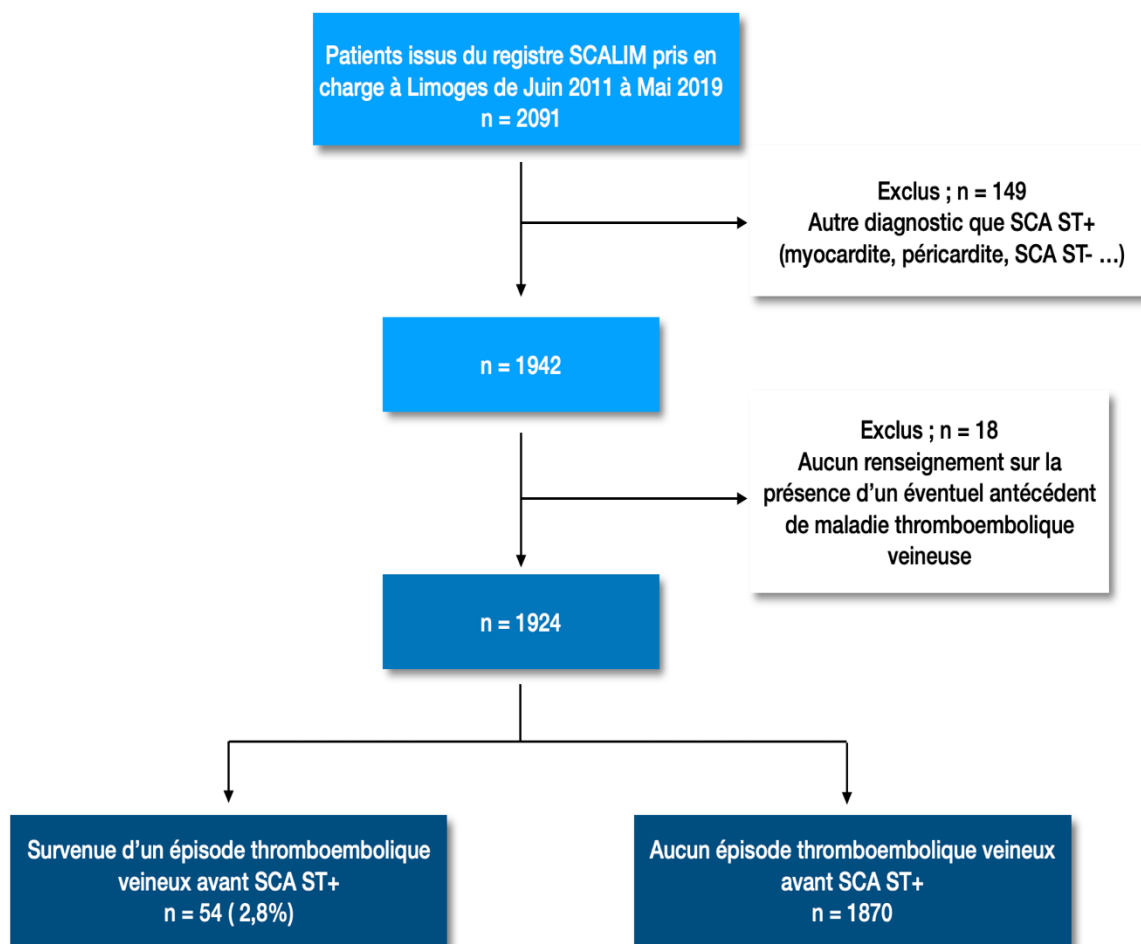 Patients issus du registre SCALIM pris en
charge à Limoges de Juin 2011 à Mai 2019
n = 2091
Exclus ; n = 149
Autre diagnostic que SCA ST+
(myocardite, péricardite, SCA ST- ...)
n = 1942
Exclus ; n = 18
Aucun renseignement sur la
présence d’un éventuel antécédent
de maladie thromboembolique
veineuse
n = 1924
Survenue d’un épisode thromboembolique
veineux avant SCA ST+
n = 54 ( 2,8%)
Aucun épisode thromboembolique veineux
avant SCA ST+
n = 1870